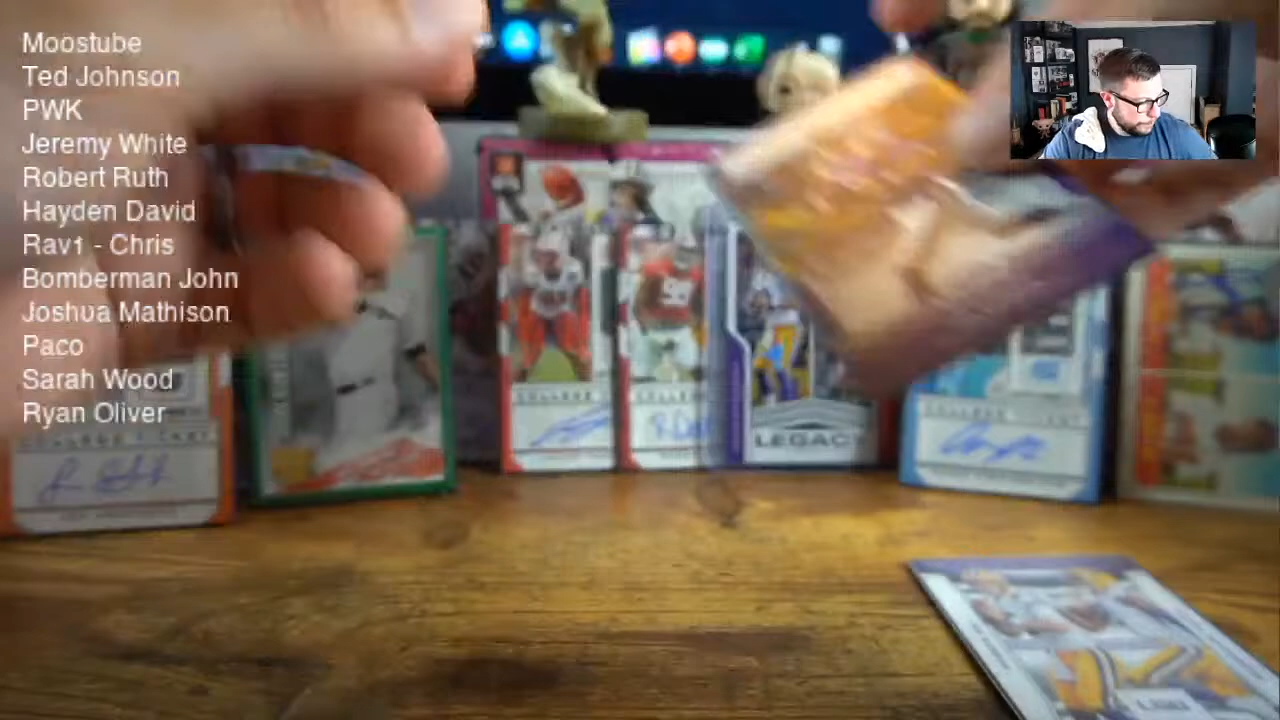 Moostube
Ted Johnson
PWK
Jeremy White
Robert Ruth
Hayden David
Rav1 - Chris
Bomberman John
Joshua Mathison
Paco
Sarah Wood
Ryan Oliver
LEGACY